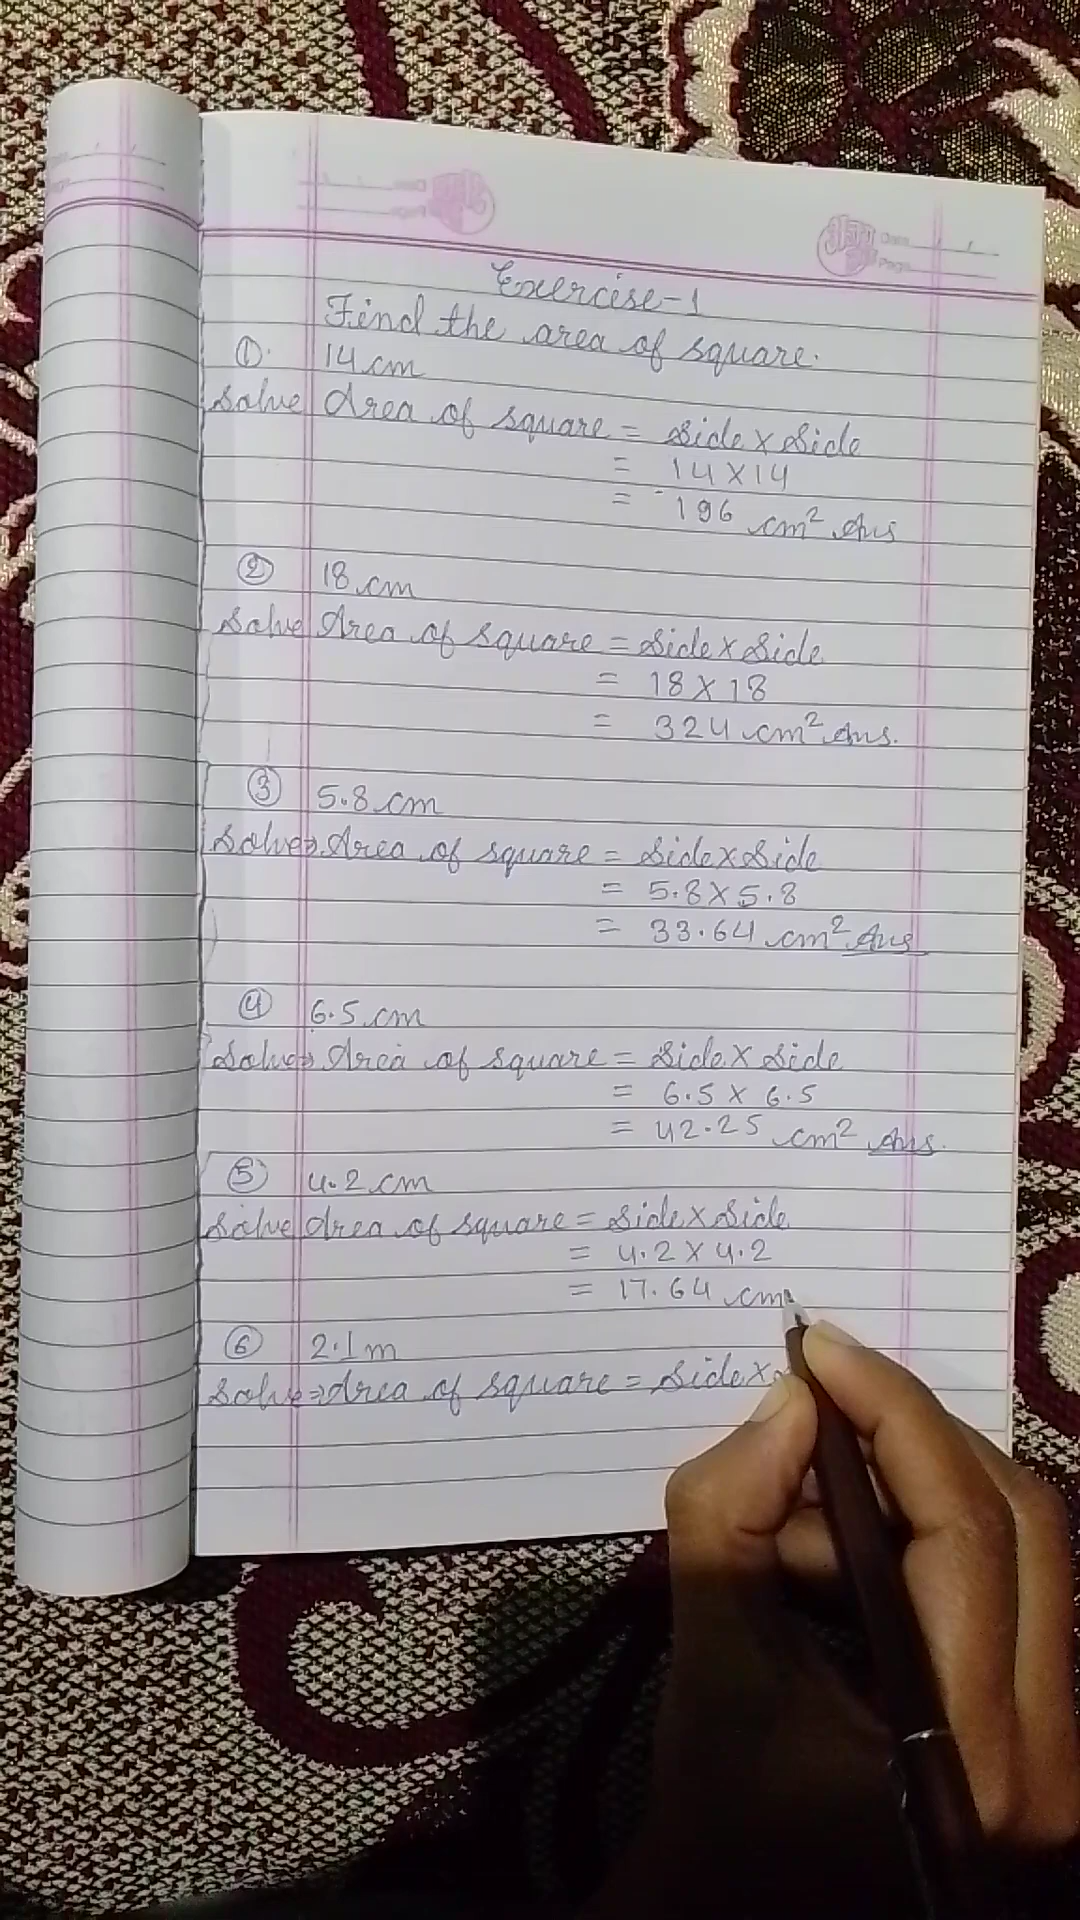 Date
Page
Exercise-1
Find the area of square.
① 14 cm
Solve Area of square = Side x Side
= 14 x 14
= 196 cm² Ans
② 18 cm
Solve Area of square = Side x Side
= 18 x 18
= 324 cm² Ans.
③ 5.8 cm
Solve⇒ Area of square = Side x Side
= 5.8 x 5.8
= 33.64 cm² Ans
④ 6.5 cm
Solve⇒ Area of square = Side x Side
= 6.5 x 6.5
= 42.25 cm² Ans.
⑤ 4.2 cm
Solve Area of square = Side x Side
= 4.2 x 4.2
= 17.64 cm
⑥ 2.1 m
Solve⇒ Area of square = Side x